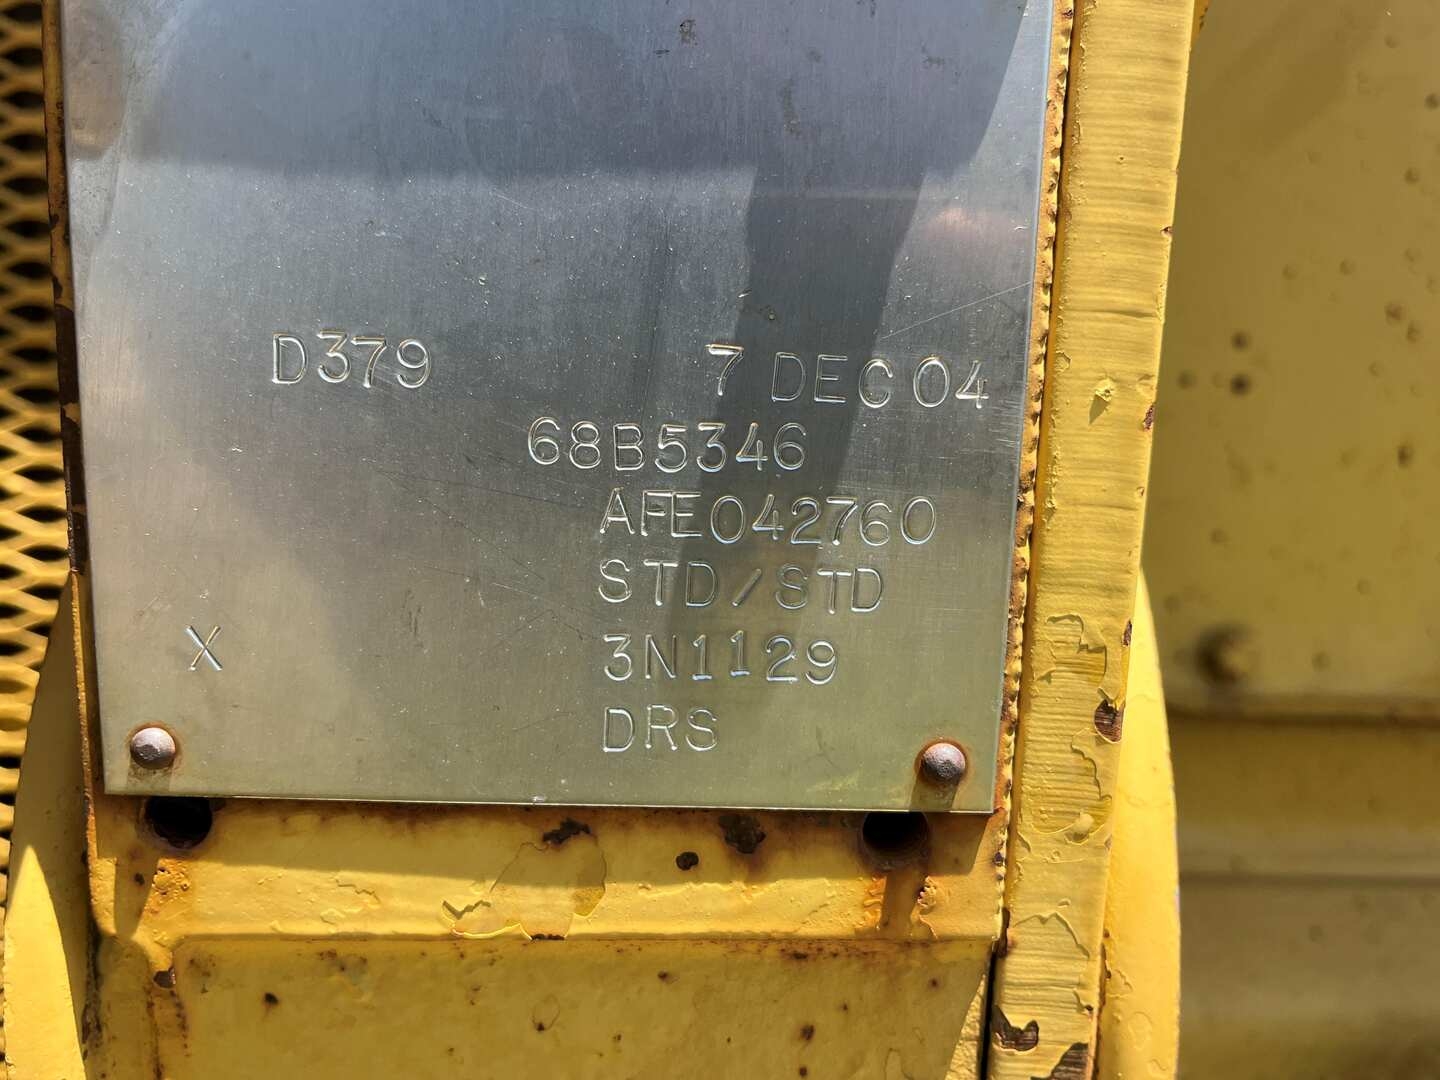 D379 7 DEC 04
68B5346
AFE042760
STD/STD
X 3N1129
DRS